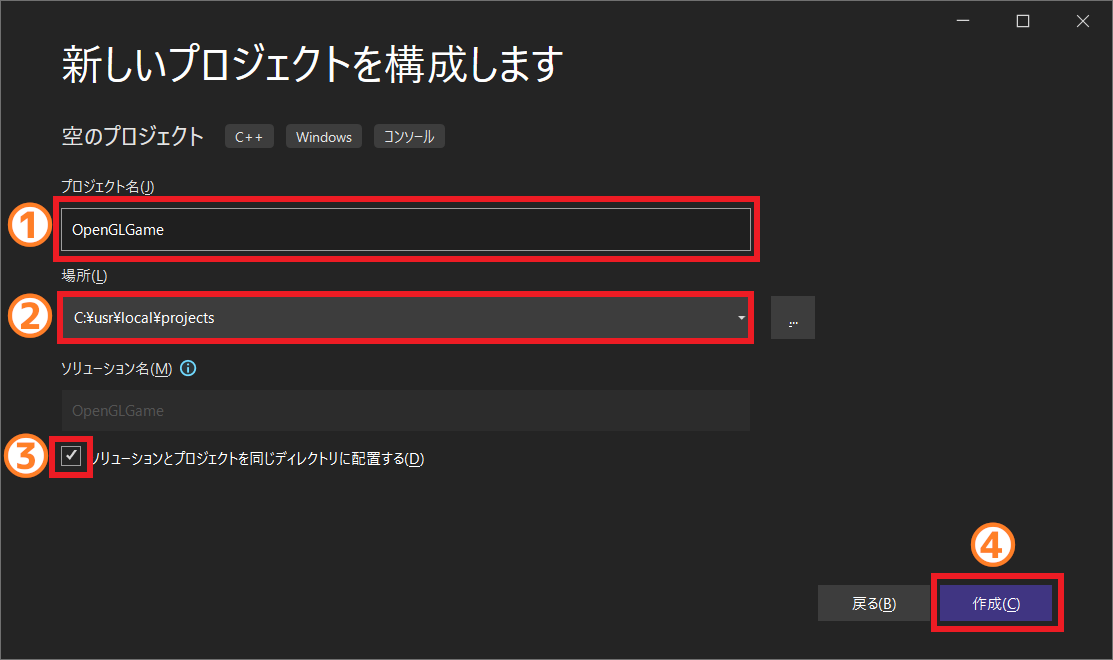 新しいプロジェクトを構成します
空のプロジェクト C++ Windows コンソール
プロジェクト名(J)
① OpenGLGame
場所(L)
② C:¥usr¥local¥projects ...
ソリューション名(M)
OpenGLGame
③ ソリューションとプロジェクトを同じディレクトリに配置する(D)
④
戻る(B) 作成(C)